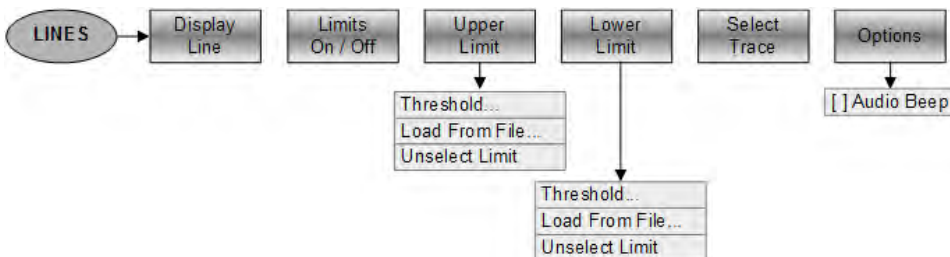 LINES
Display
Line
Limits
On / Off
Upper
Limit
Lower
Limit
Select
Trace
Options
Threshold...
Load From File...
Unselect Limit
Threshold...
Load From File...
Unselect Limit
[ ] Audio Beep